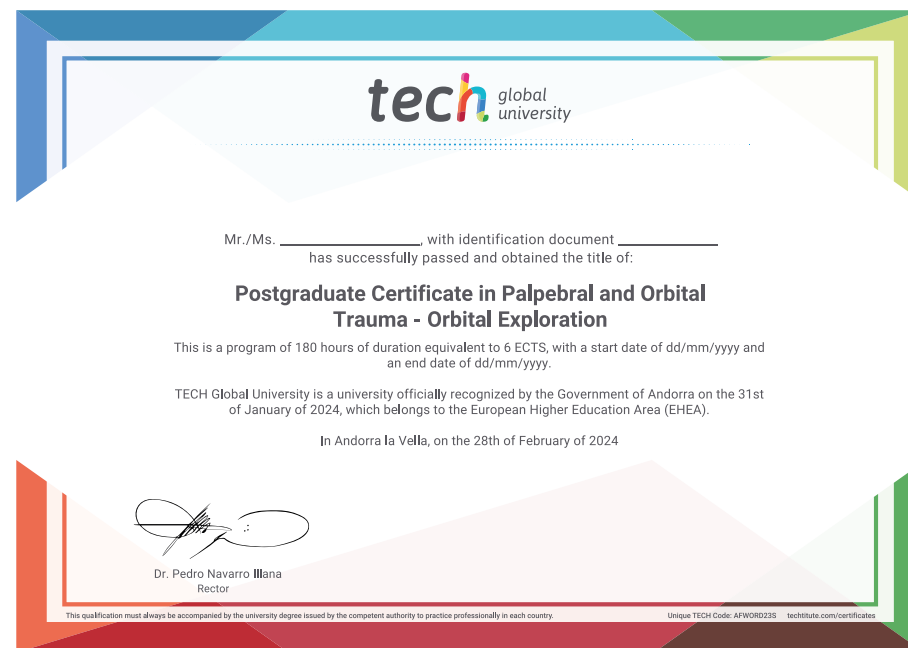 tech global university
Mr./Ms. ____________________, with identification document ______________
has successfully passed and obtained the title of:
Postgraduate Certificate in Palpebral and Orbital
Trauma - Orbital Exploration
This is a program of 180 hours of duration equivalent to 6 ECTS, with a start date of dd/mm/yyyy and
an end date of dd/mm/yyyy.
TECH Global University is a university officially recognized by the Government of Andorra on the 31st
of January of 2024, which belongs to the European Higher Education Area (EHEA).
In Andorra la Vella, on the 28th of February of 2024
Dr. Pedro Navarro Illana
Rector
This qualification must always be accompanied by the university degree issued by the competent authority to practice professionally in each country.
Unique TECH Code: AFWORD23S techtitute.com/certificates